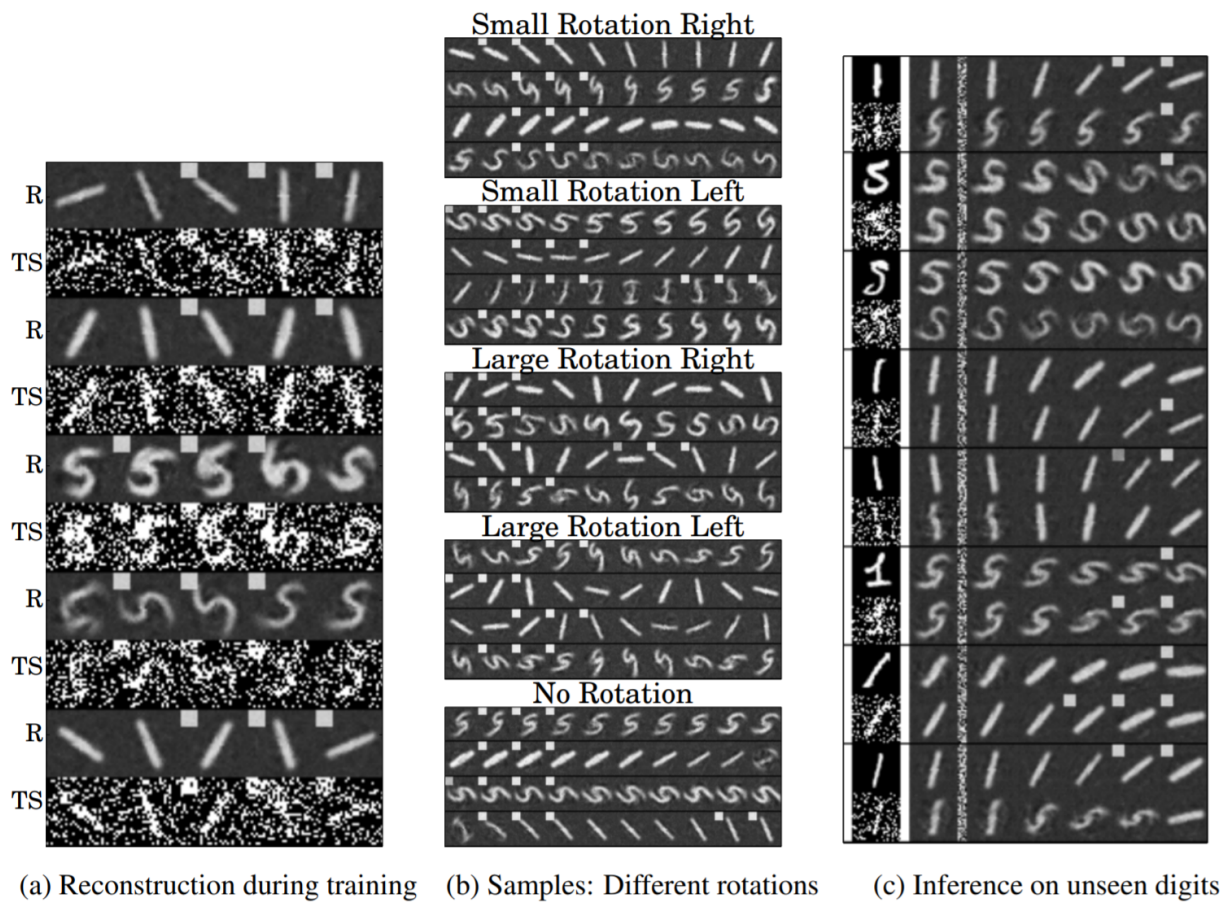 R
TS
R
TS
R
TS
R
TS
R
TS
(a) Reconstruction during training
Small Rotation Right
Small Rotation Left
Large Rotation Right
Large Rotation Left
No Rotation
(b) Samples: Different rotations
(c) Inference on unseen digits